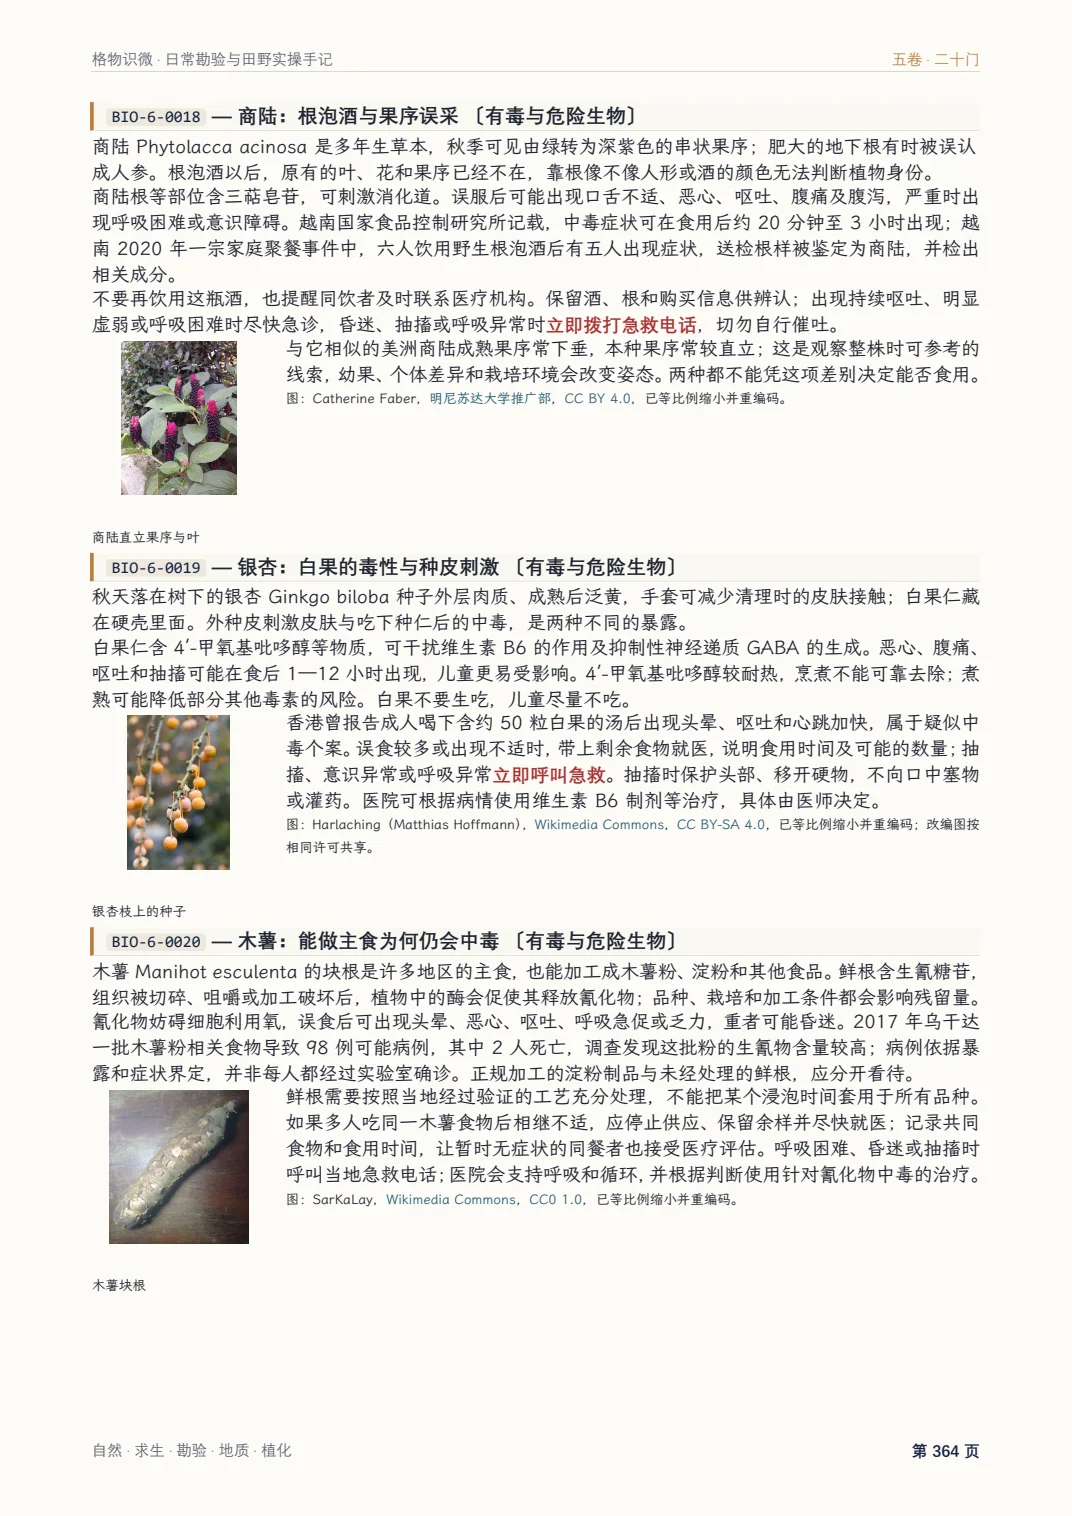 格物识微 · 日常勘验与田野实操手记
五卷 · 二十门
BIO-6-0018 — 商陆：根泡酒与果序误采 〔有毒与危险生物〕
商陆 Phytolacca acinosa 是多年生草本，秋季可见由绿转为深紫色的串状果序；肥大的地下根有时被误认
成人参。根泡酒以后，原有的叶、花和果序已经不在，靠根像不像人形或酒的颜色无法判断植物身份。
商陆根等部位含三萜皂苷，可刺激消化道。误服后可能出现口舌不适、恶心、呕吐、腹痛及腹泻，严重时出
现呼吸困难或意识障碍。越南国家食品控制研究所记载，中毒症状可在食用后约 20 分钟至 3 小时出现；越
南 2020 年一宗家庭聚餐事件中，六人饮用野生根泡酒后有五人出现症状，送检根样被鉴定为商陆，并检出
相关成分。
不要再饮用这瓶酒，也提醒同饮者及时联系医疗机构。保留酒、根和购买信息供辨认；出现持续呕吐、明显
虚弱或呼吸困难时尽快急诊，昏迷、抽搐或呼吸异常时立即拨打急救电话，切勿自行催吐。
与它相似的美洲商陆成熟果序常下垂，本种果序常较直立；这是观察整株时可参考的
线索，幼果、个体差异和栽培环境会改变姿态。两种都不能凭这项差别决定能否食用。
图：Catherine Faber，明尼苏达大学推广部，CC BY 4.0，已等比例缩小并重编码。
商陆直立果序与叶
BIO-6-0019 — 银杏：白果的毒性与种皮刺激 〔有毒与危险生物〕
秋天落在树下的银杏 Ginkgo biloba 种子外层肉质、成熟后泛黄，手套可减少清理时的皮肤接触；白果仁藏
在硬壳里面。外种皮刺激皮肤与吃下种仁后的中毒，是两种不同的暴露。
白果仁含 4′-甲氧基吡哆醇等物质，可干扰维生素 B6 的作用及抑制性神经递质 GABA 的生成。恶心、腹痛、
呕吐和抽搐可能在食后 1—12 小时出现，儿童更易受影响。4′-甲氧基吡哆醇较耐热，烹煮不能可靠去除；煮
熟可能降低部分其他毒素的风险。白果不要生吃，儿童尽量不吃。
香港曾报告成人喝下含约 50 粒白果的汤后出现头晕、呕吐和心跳加快，属于疑似中
毒个案。误食较多或出现不适时，带上剩余食物就医，说明食用时间及可能的数量；抽
搐、意识异常或呼吸异常立即呼叫急救。抽搐时保护头部、移开硬物，不向口中塞物
或灌药。医院可根据病情使用维生素 B6 制剂等治疗，具体由医师决定。
图：Harlaching（Matthias Hoffmann），Wikimedia Commons，CC BY-SA 4.0，已等比例缩小并重编码；改编图按
相同许可共享。
银杏枝上的种子
BIO-6-0020 — 木薯：能做主食为何仍会中毒 〔有毒与危险生物〕
木薯 Manihot esculenta 的块根是许多地区的主食，也能加工成木薯粉、淀粉和其他食品。鲜根含生氰糖苷，
组织被切碎、咀嚼或加工破坏后，植物中的酶会促使其释放氰化物；品种、栽培和加工条件都会影响残留量。
氰化物妨碍细胞利用氧，误食后可出现头晕、恶心、呕吐、呼吸急促或乏力，重者可能昏迷。2017 年乌干达
一批木薯粉相关食物导致 98 例可能病例，其中 2 人死亡，调查发现这批粉的生氰物含量较高；病例依据暴
露和症状界定，并非每人都经过实验室确诊。正规加工的淀粉制品与未经处理的鲜根，应分开看待。
鲜根需要按照当地经过验证的工艺充分处理，不能把某个浸泡时间套用于所有品种。
如果多人吃同一木薯食物后相继不适，应停止供应、保留余样并尽快就医；记录共同
食物和食用时间，让暂时无症状的同餐者也接受医疗评估。呼吸困难、昏迷或抽搐时
呼叫当地急救电话；医院会支持呼吸和循环，并根据判断使用针对氰化物中毒的治疗。
图：SarKaLay，Wikimedia Commons，CC0 1.0，已等比例缩小并重编码。
木薯块根
自然 · 求生 · 勘验 · 地质 · 植化
第 364 页